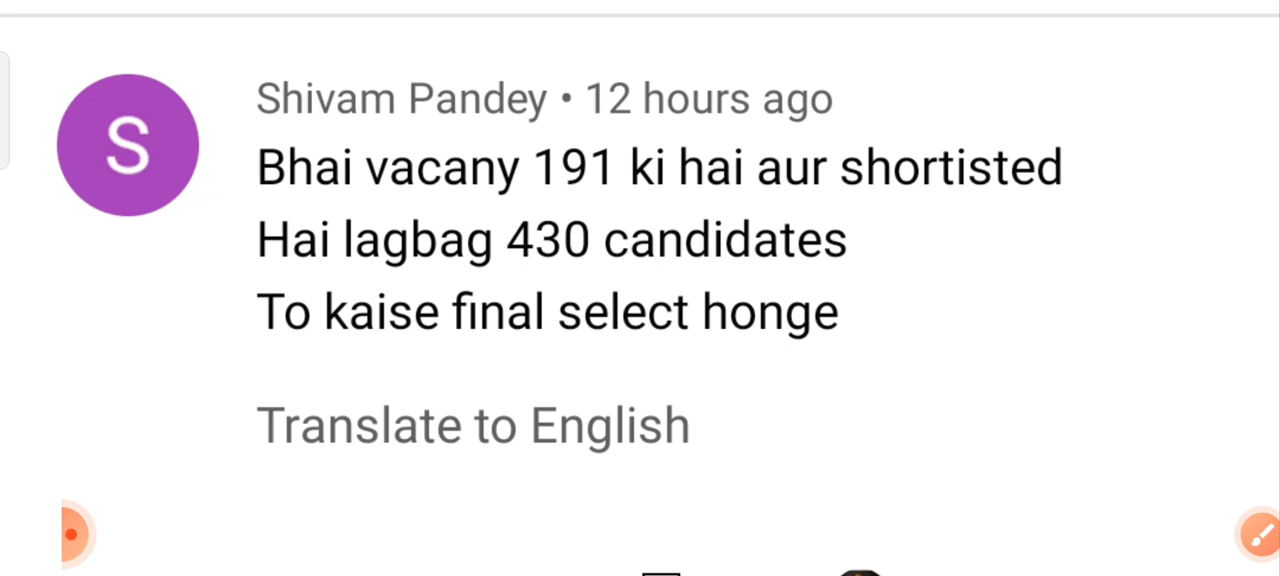 S
Shivam Pandey • 12 hours ago
Bhai vacany 191 ki hai aur shortisted
Hai lagbag 430 candidates
To kaise final select honge
Translate to English